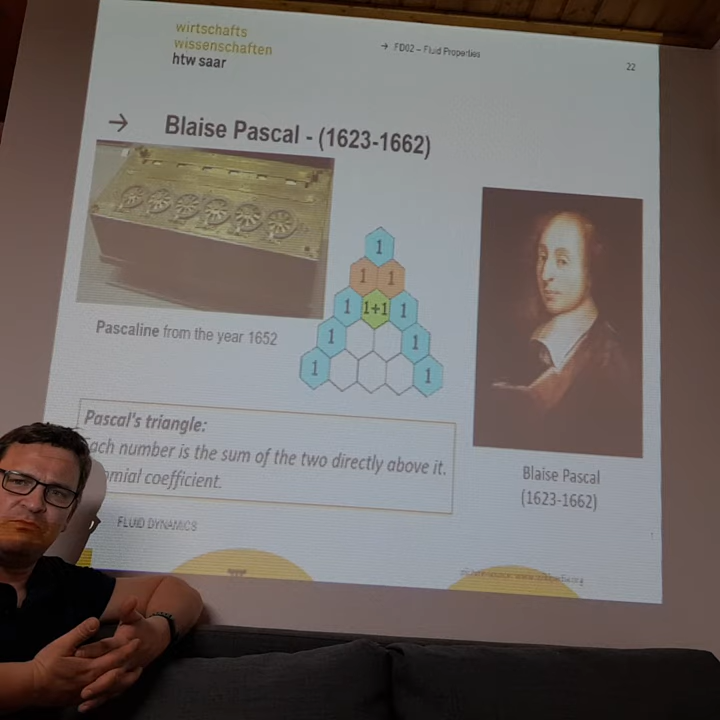 wirtschafts
wissenschaften
htw saar
→ FD02 – Fluid Properties
22
→ Blaise Pascal - (1623-1662)
1
1 1
1 1+1 1
1 1
1 1
Pascaline from the year 1652
Pascal's triangle:
Each number is the sum of the two directly above it.
coefficient.
Blaise Pascal
(1623-1662)
FLUID DYNAMICS